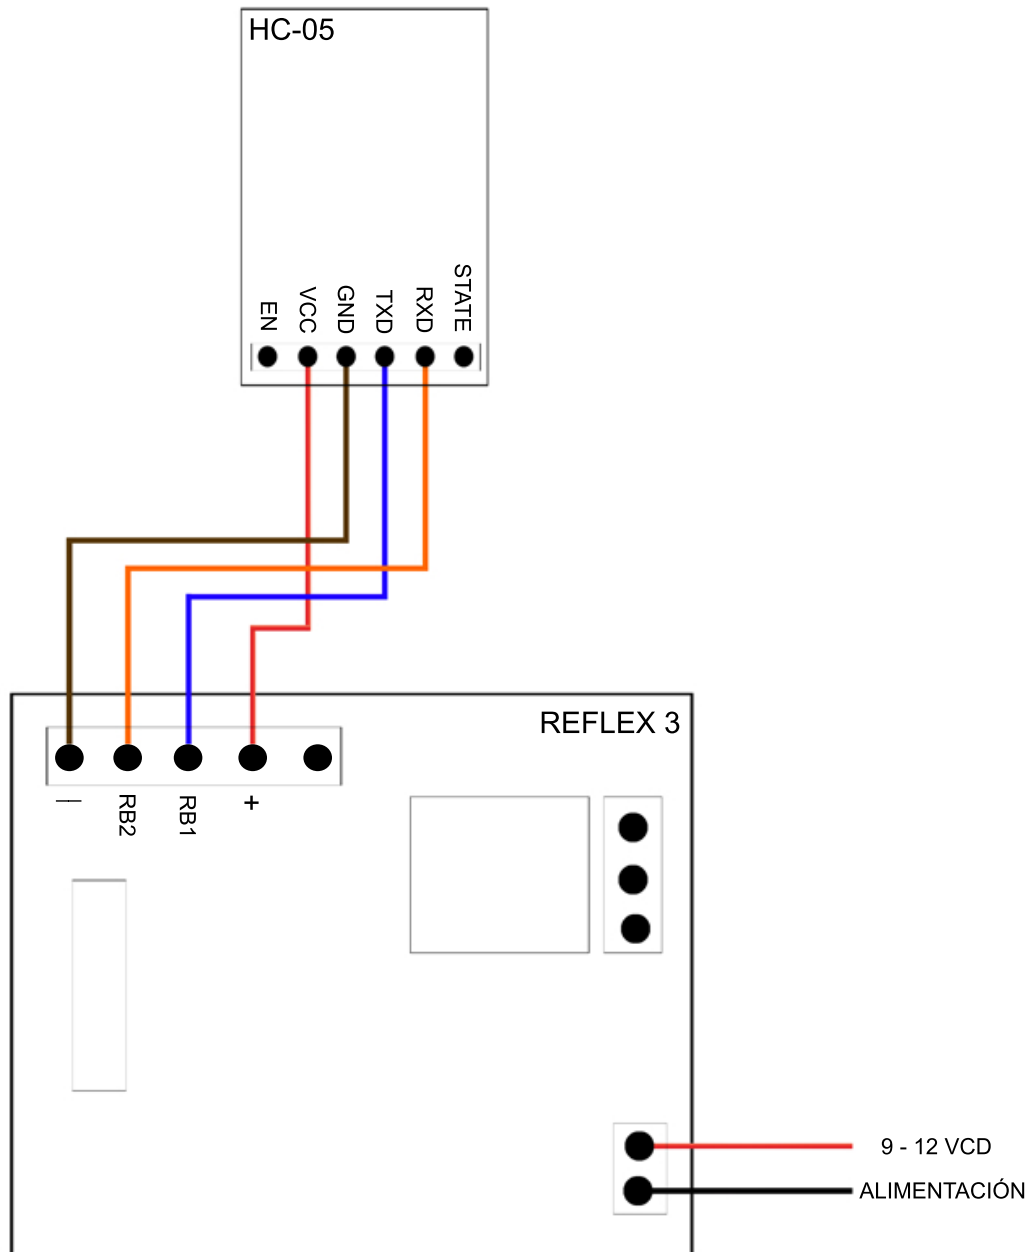 HC-05
EN
VCC
GND
TXD
RXD
STATE
REFLEX 3
—
RB2
RB1
+
9 - 12 VCD
ALIMENTACIÓN